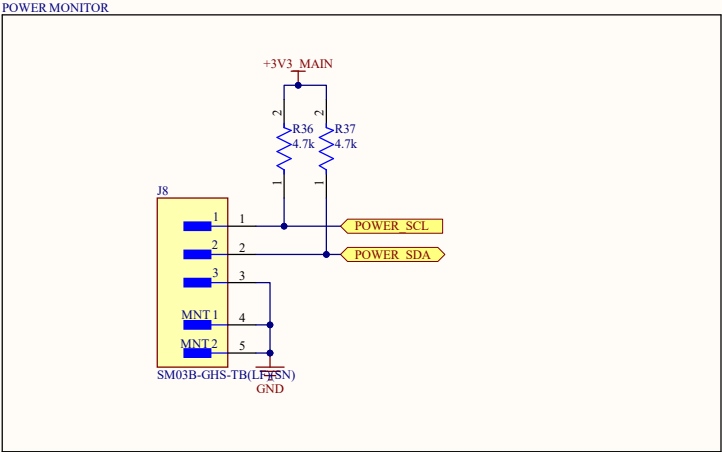 POWER MONITOR
+3V3_MAIN
2 2
R36 R37
4.7k 4.7k
1 1
J8
1 1 POWER_SCL
2 2 POWER_SDA
3 3
MNT1 4
MNT2 5
SM03B-GHS-TB(LF)(SN)
GND